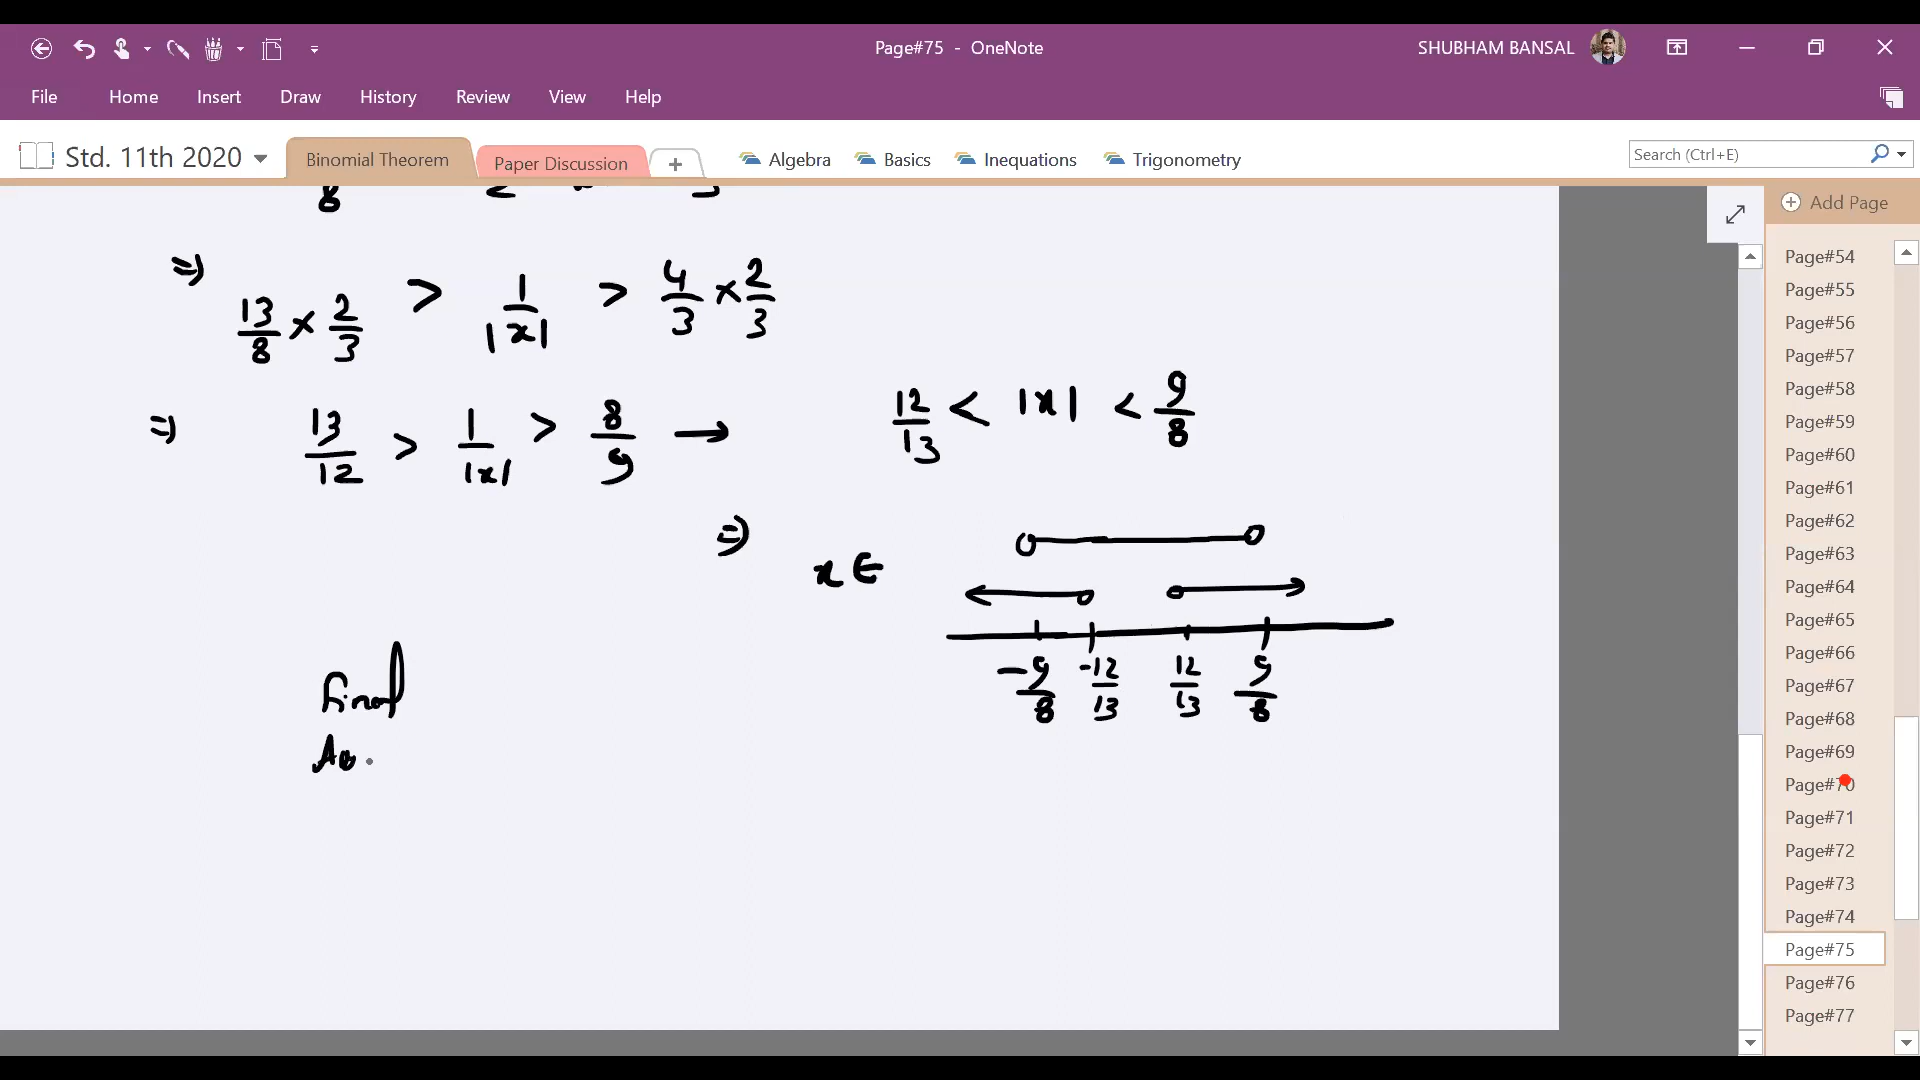 Page#75 - OneNote
SHUBHAM BANSAL
File Home Insert Draw History Review View Help
Std. 11th 2020
Binomial Theorem
Paper Discussion
Algebra
Basics
Inequations
Trigonometry
Search (Ctrl+E)
Add Page
8
⇒ 13/8 × 2/3 > 1/|x| > 4/3 × 2/3
⇒ 13/12 > 1/|x| > 8/9 → 12/13 < |x| < 9/8
⇒ x ∈
-9/8 -12/13 12/13 9/8
Final
Page#54
Page#55
Page#56
Page#57
Page#58
Page#59
Page#60
Page#61
Page#62
Page#63
Page#64
Page#65
Page#66
Page#67
Page#68
Page#69
Page#70
Page#71
Page#72
Page#73
Page#74
Page#75
Page#76
Page#77